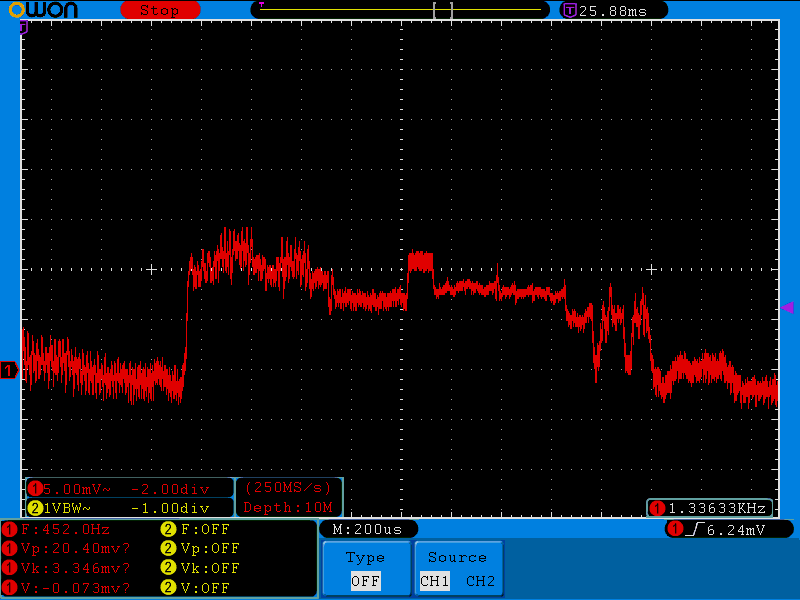 OWON Stop T 25.88ms
1
1 5.00mV~ -2.00div (250MS/s)
2 1VBW~ -1.00div Depth:10M 1 1.33633KHz
1 F:452.0Hz 2 F:OFF M:200us 1 6.24mV
1 Vp:20.40mv? 2 Vp:OFF Type Source
1 Vk:3.346mv? 2 Vk:OFF OFF CH1 CH2
1 V:-0.073mv? 2 V:OFF